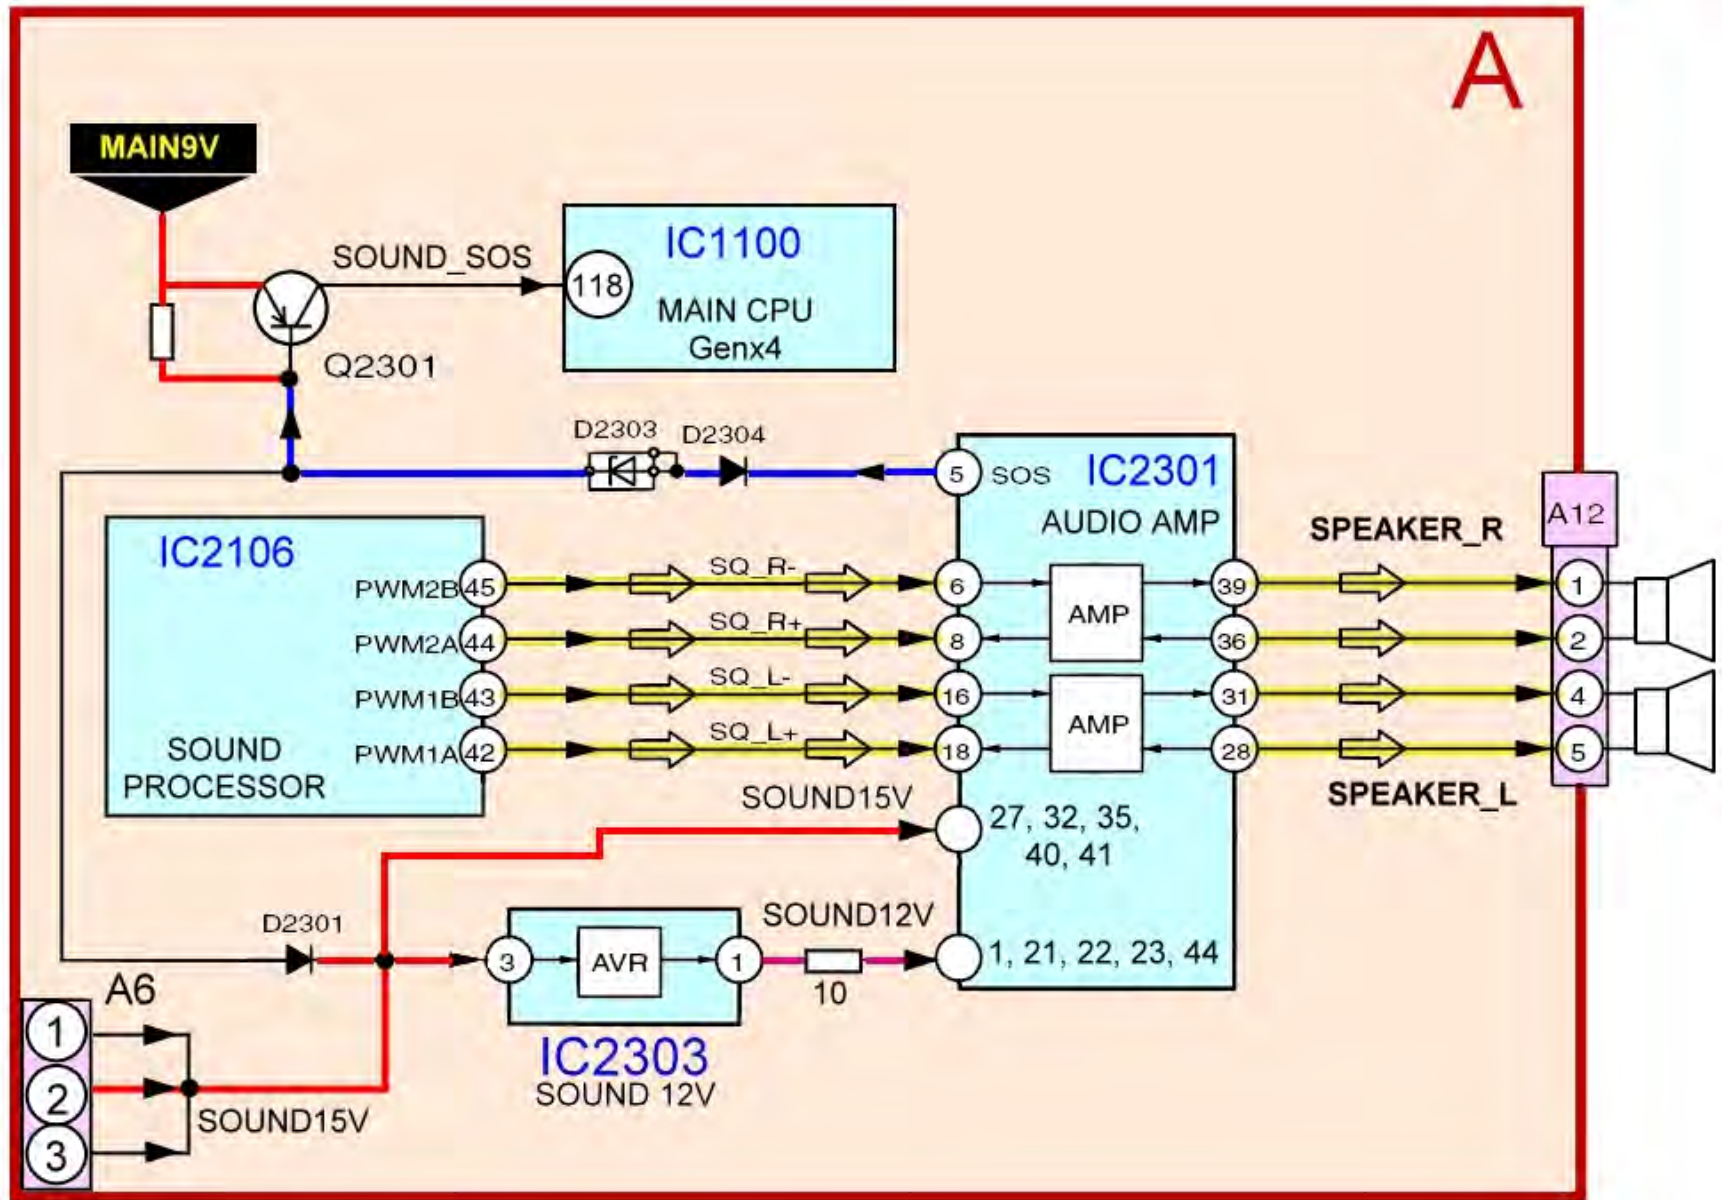 A
MAIN9V
SOUND_SOS
118
IC1100
MAIN CPU
Genx4
Q2301
D2303
D2304
5
SOS
IC2301
AUDIO AMP
SPEAKER_R
A12
IC2106
PWM2B
45
SQ_R-
6
AMP
39
1
PWM2A
44
SQ_R+
8
36
2
PWM1B
43
SQ_L-
16
AMP
31
4
PWM1A
42
SQ_L+
18
28
5
SOUND
PROCESSOR
SOUND15V
SPEAKER_L
27, 32, 35,
40, 41
D2301
3
AVR
1
SOUND12V
10
1, 21, 22, 23, 44
IC2303
SOUND 12V
A6
1
2
3
SOUND15V